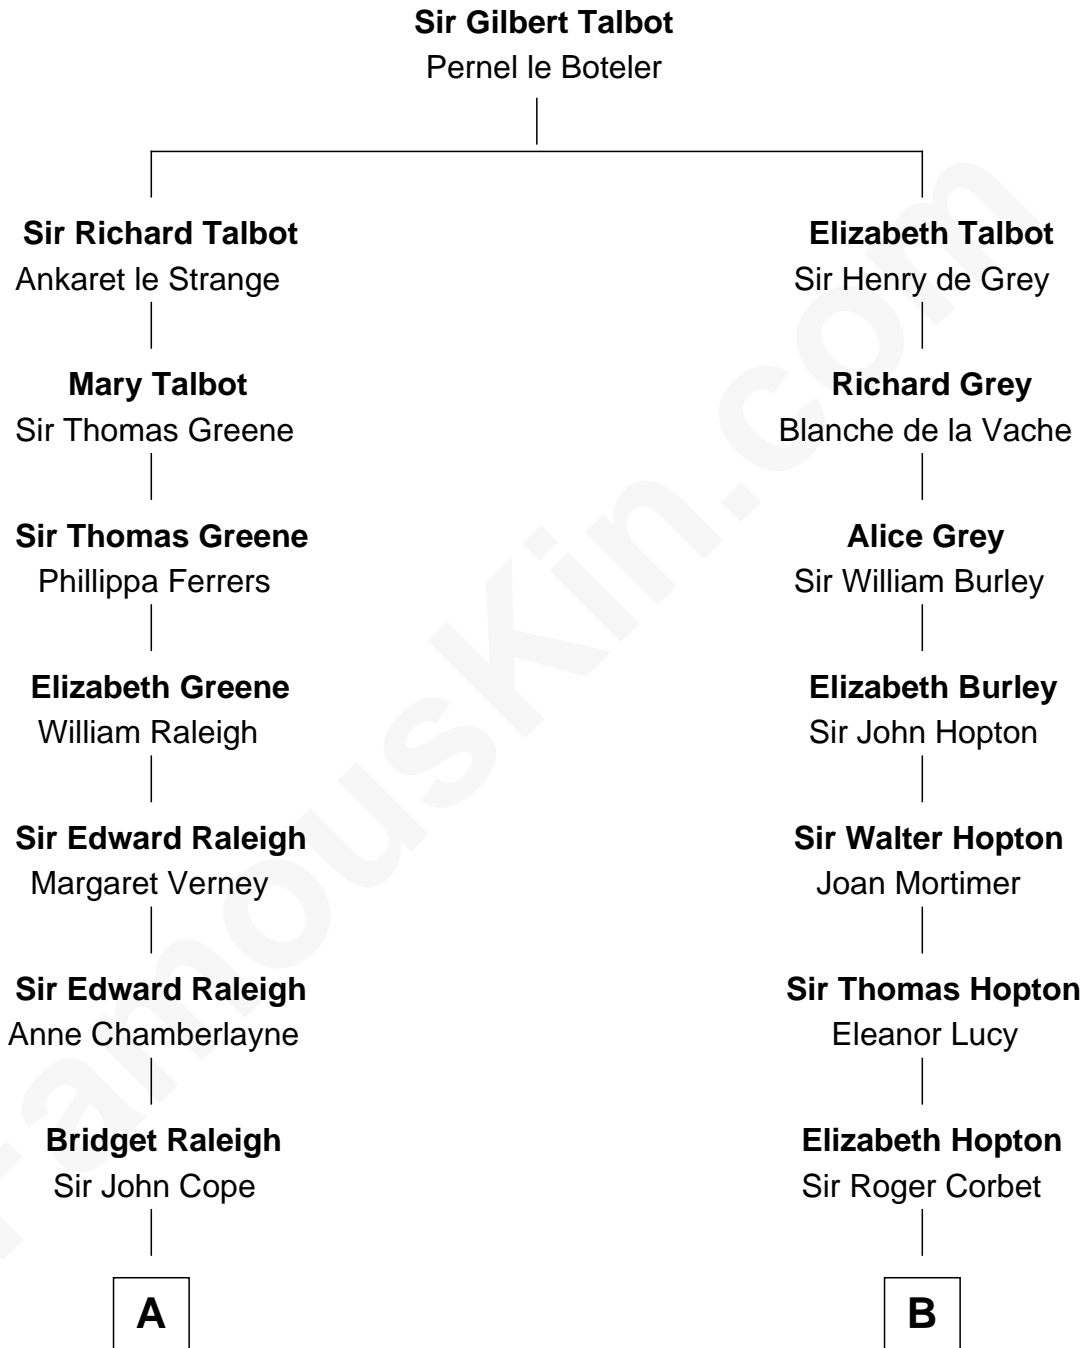 Sir Gilbert Talbot
Pernel le Boteler
Sir Richard Talbot
Ankaret le Strange
Elizabeth Talbot
Sir Henry de Grey
Mary Talbot
Sir Thomas Greene
Richard Grey
Blanche de la Vache
Sir Thomas Greene
Phillippa Ferrers
Alice Grey
Sir William Burley
Elizabeth Greene
William Raleigh
Elizabeth Burley
Sir John Hopton
Sir Edward Raleigh
Margaret Verney
Sir Walter Hopton
Joan Mortimer
Sir Edward Raleigh
Anne Chamberlayne
Sir Thomas Hopton
Eleanor Lucy
Bridget Raleigh
Sir John Cope
Elizabeth Hopton
Sir Roger Corbet
A
B
FamousKin.com